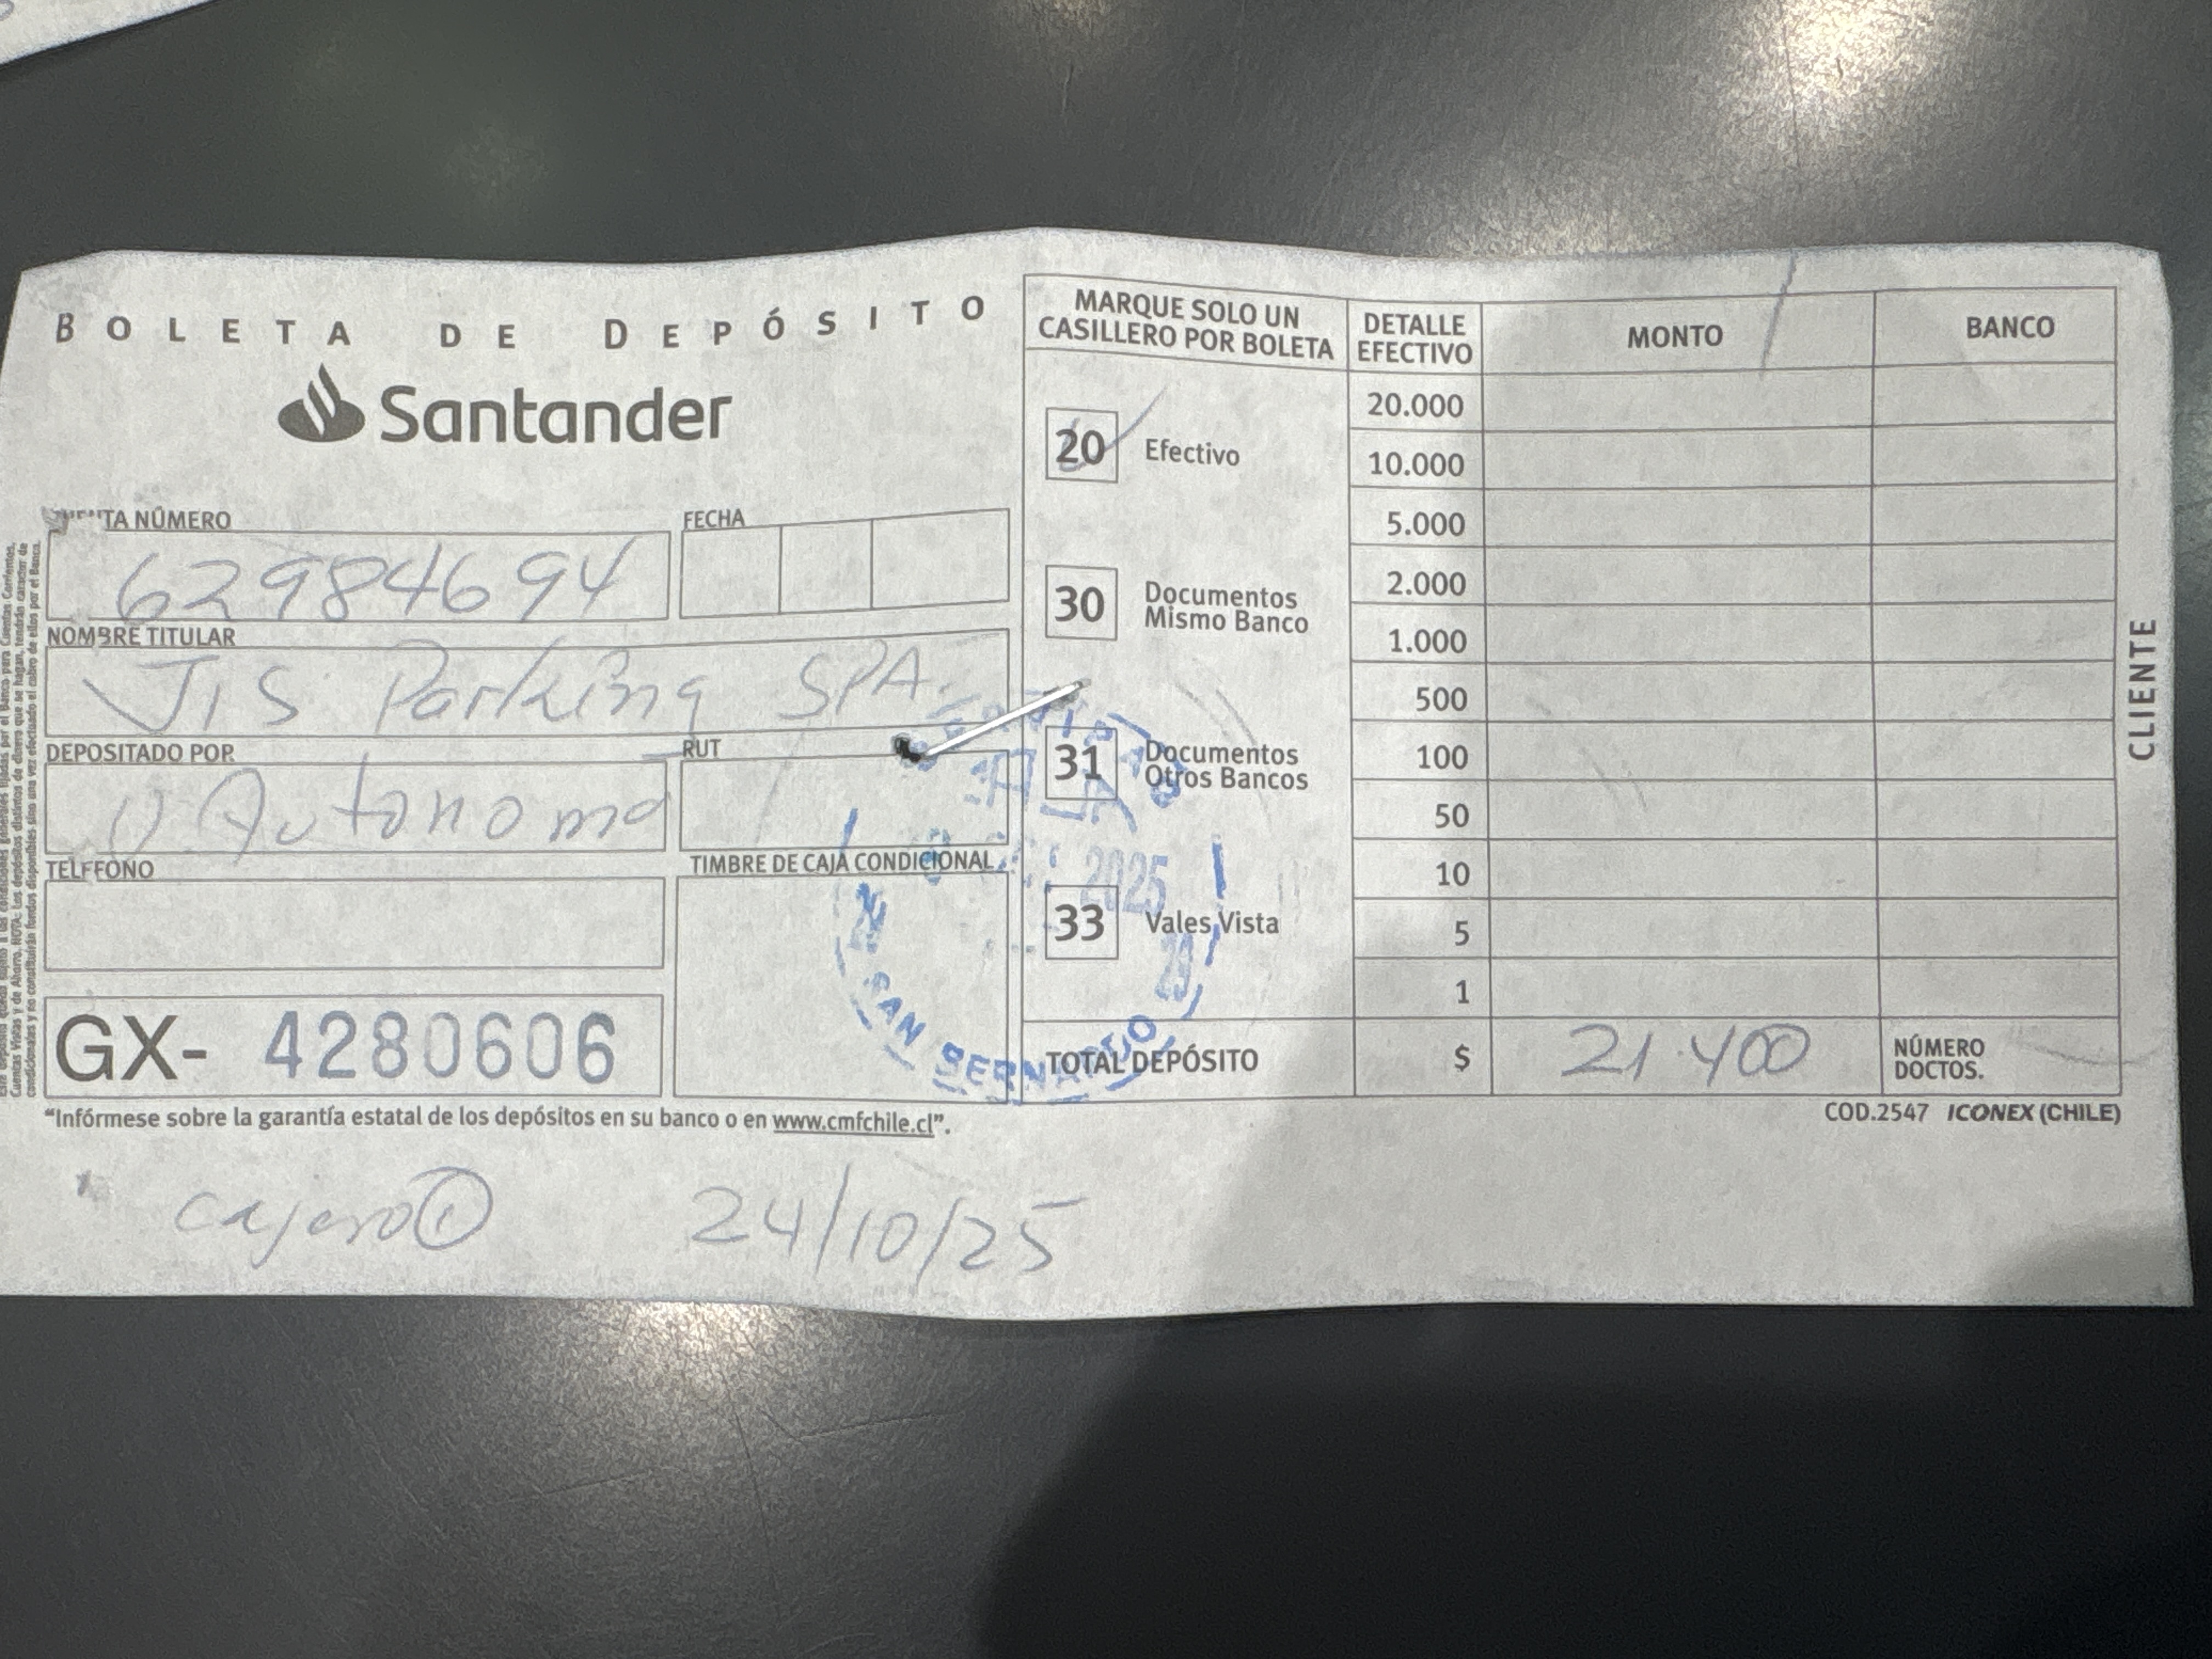 BOLETA DE DEPÓSITO
Santander
CUENTA NÚMERO
62984694
FECHA
NOMBRE TITULAR
JIS Parking SPA
DEPOSITADO POR
U Autonoma
RUT
TELÉFONO
TIMBRE DE CAJA CONDICIONAL
GX- 4280606
"Infórmese sobre la garantía estatal de los depósitos en su banco o en www.cmfchile.cl".
cajero 1 24/10/25
MARQUE SOLO UN
CASILLERO POR BOLETA
20 Efectivo
30 Documentos
Mismo Banco
31 Documentos
Otros Bancos
33 Vales Vista
2025
29
SAN BERNARDO
DETALLE
EFECTIVO
MONTO
BANCO
20.000
10.000
5.000
2.000
1.000
500
100
50
10
5
1
TOTAL DEPÓSITO $ 21.400
NÚMERO
DOCTOS.
CLIENTE
COD.2547 ICONEX (CHILE)